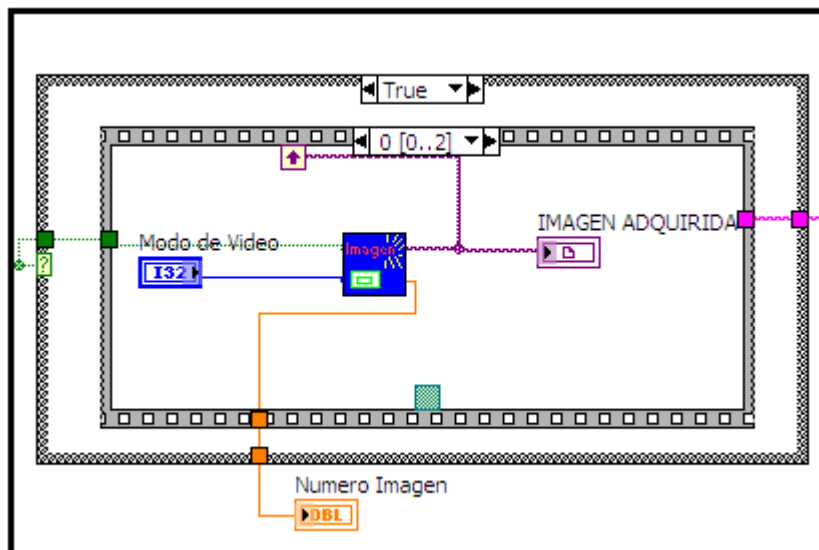 True
0 [0..2]
IMAGEN ADQUIRIDA
Modo de Video
Imagen
I32
?
Numero Imagen
DBL